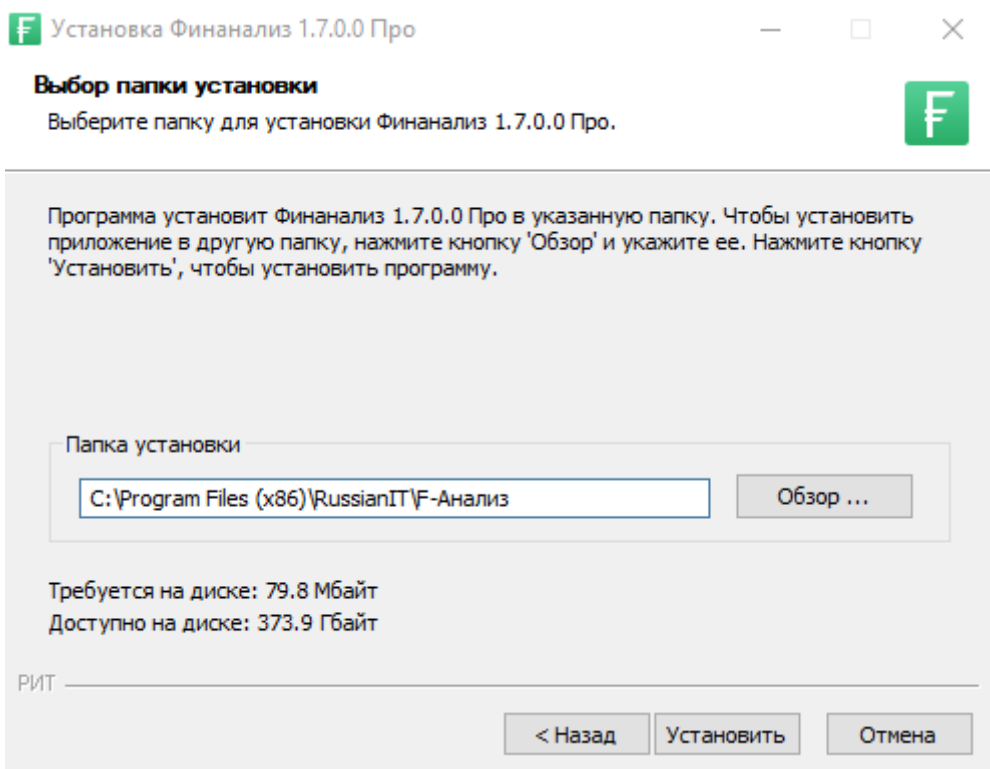 Установка Финанализ 1.7.0.0 Про
Выбор папки установки
Выберите папку для установки Финанализ 1.7.0.0 Про.
Программа установит Финанализ 1.7.0.0 Про в указанную папку. Чтобы установить
приложение в другую папку, нажмите кнопку 'Обзор' и укажите ее. Нажмите кнопку
'Установить', чтобы установить программу.
Папка установки
C:\Program Files (x86)\RussianIT\F-Анализ
Обзор ...
Требуется на диске: 79.8 Мбайт
Доступно на диске: 373.9 Гбайт
РИТ
< Назад
Установить
Отмена